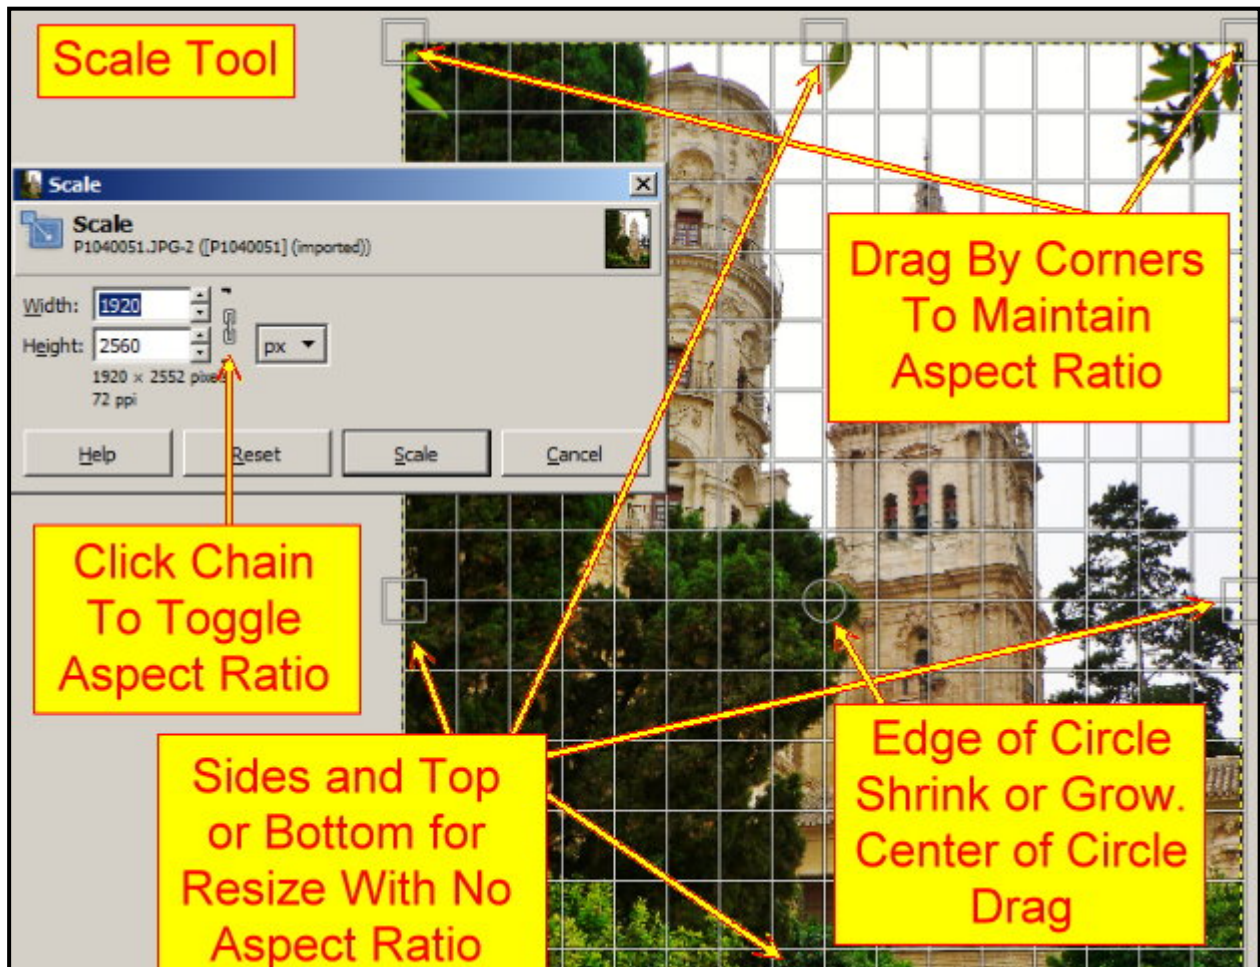 Scale Tool
Scale
Scale
P1040051.JPG-2 ([P1040051] (imported))
Width: 1920
Height: 2560
px
1920 × 2552 pixels
72 ppi
Help Reset Scale Cancel
Drag By Corners
To Maintain
Aspect Ratio
Click Chain
To Toggle
Aspect Ratio
Sides and Top
or Bottom for
Resize With No
Aspect Ratio
Edge of Circle
Shrink or Grow.
Center of Circle
Drag